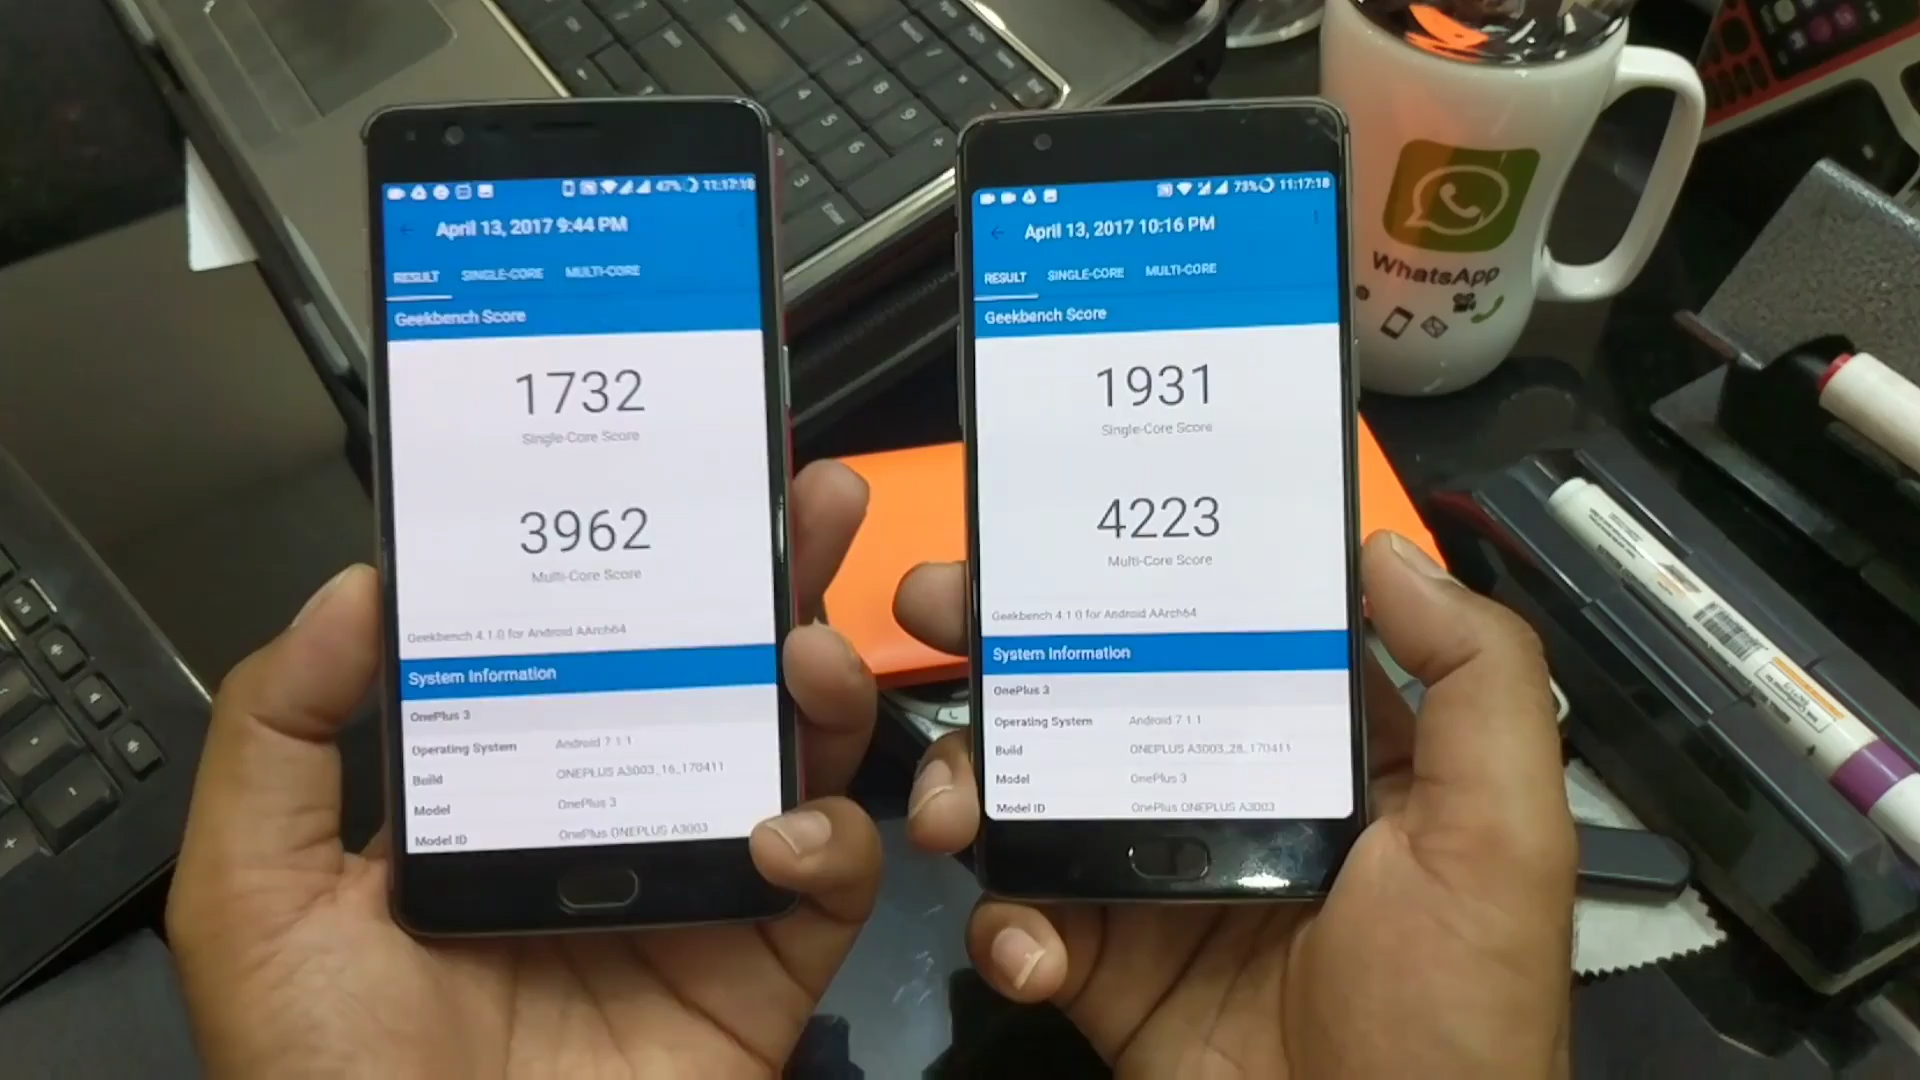 47% 11:17:18
April 13, 2017 9:44 PM
RESULT SINGLE-CORE MULTI-CORE
Geekbench Score
1732
Single-Core Score
3962
Multi-Core Score
Geekbench 4.1.0 for Android AArch64
System Information
OnePlus 3
Operating System Android 7.1.1
Build ONEPLUS A3003_16_170411
Model OnePlus 3
Model ID OnePlus ONEPLUS A3003
73% 11:17:18
April 13, 2017 10:16 PM
RESULT SINGLE-CORE MULTI-CORE
Geekbench Score
1931
Single-Core Score
4223
Multi-Core Score
Geekbench 4.1.0 for Android AArch64
System Information
OnePlus 3
Operating System Android 7.1.1
Build ONEPLUS A3003_28_170411
Model OnePlus 3
Model ID OnePlus ONEPLUS A3003
WhatsApp